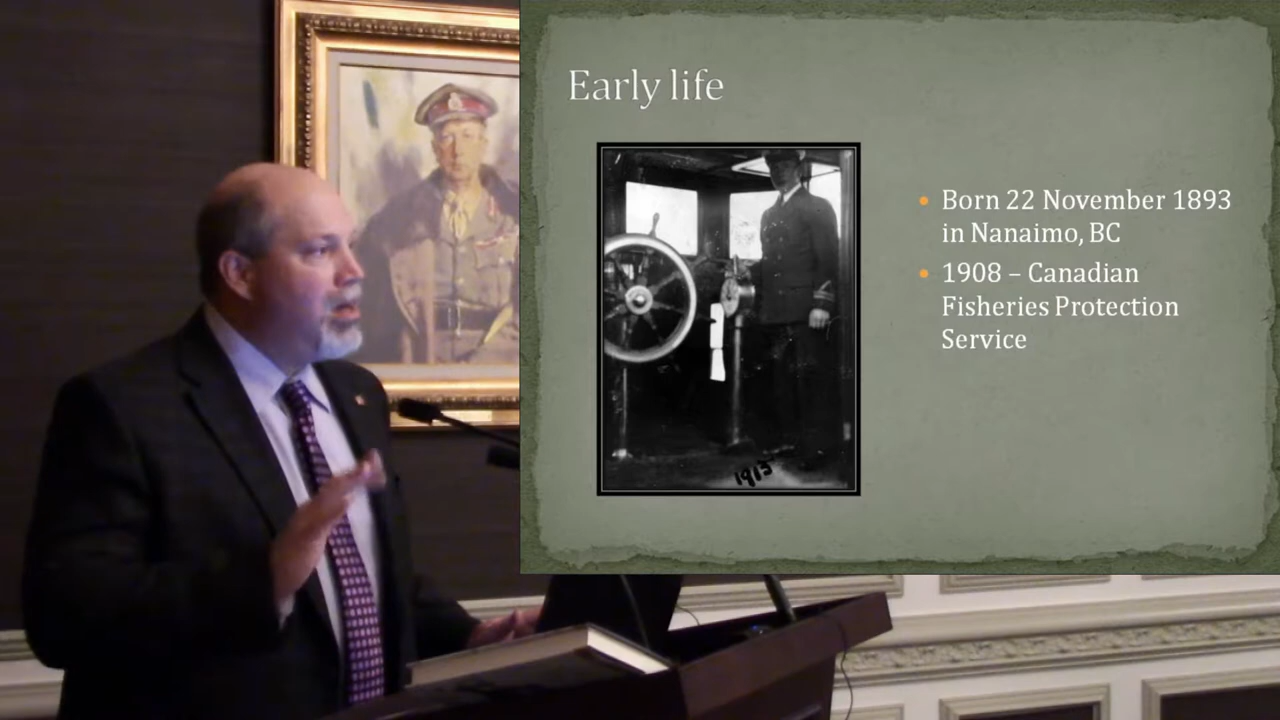 Early life
• Born 22 November 1893
in Nanaimo, BC
• 1908 – Canadian
Fisheries Protection
Service
1913